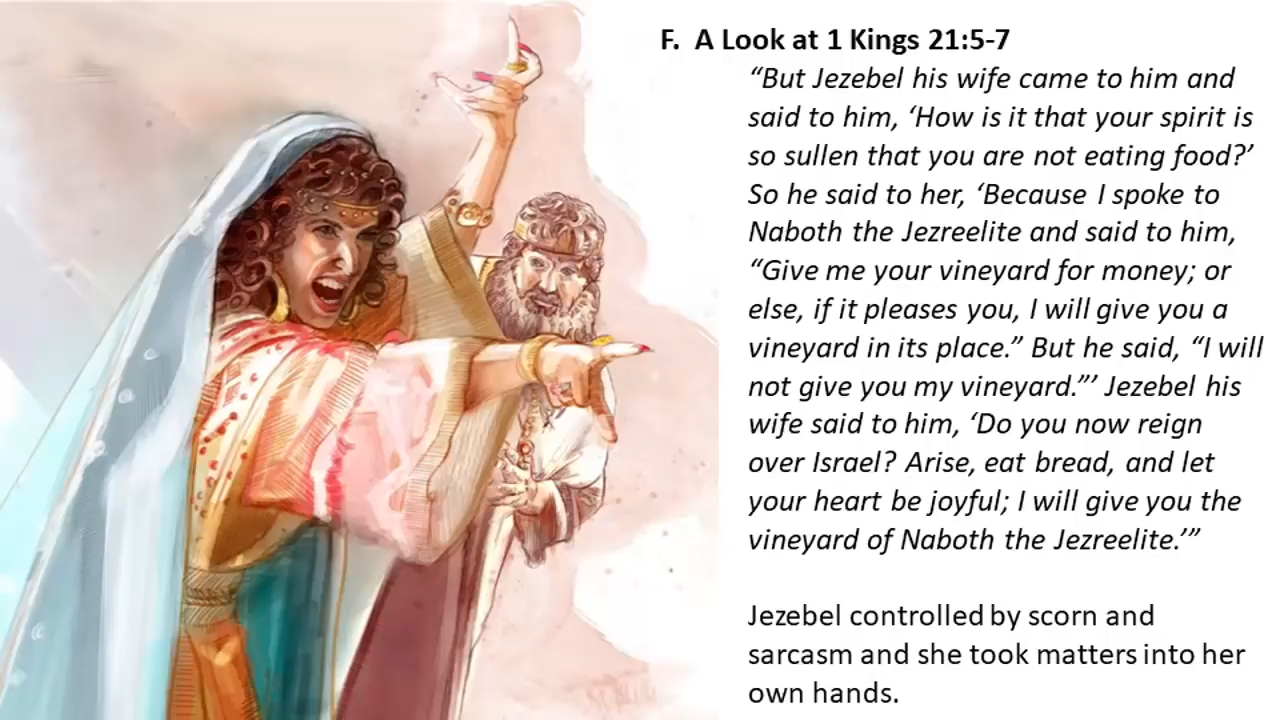 F. A Look at 1 Kings 21:5-7
“But Jezebel his wife came to him and
said to him, ‘How is it that your spirit is
so sullen that you are not eating food?’
So he said to her, ‘Because I spoke to
Naboth the Jezreelite and said to him,
“Give me your vineyard for money; or
else, if it pleases you, I will give you a
vineyard in its place.” But he said, “I will
not give you my vineyard.”’ Jezebel his
wife said to him, ‘Do you now reign
over Israel? Arise, eat bread, and let
your heart be joyful; I will give you the
vineyard of Naboth the Jezreelite.’”
Jezebel controlled by scorn and
sarcasm and she took matters into her
own hands.